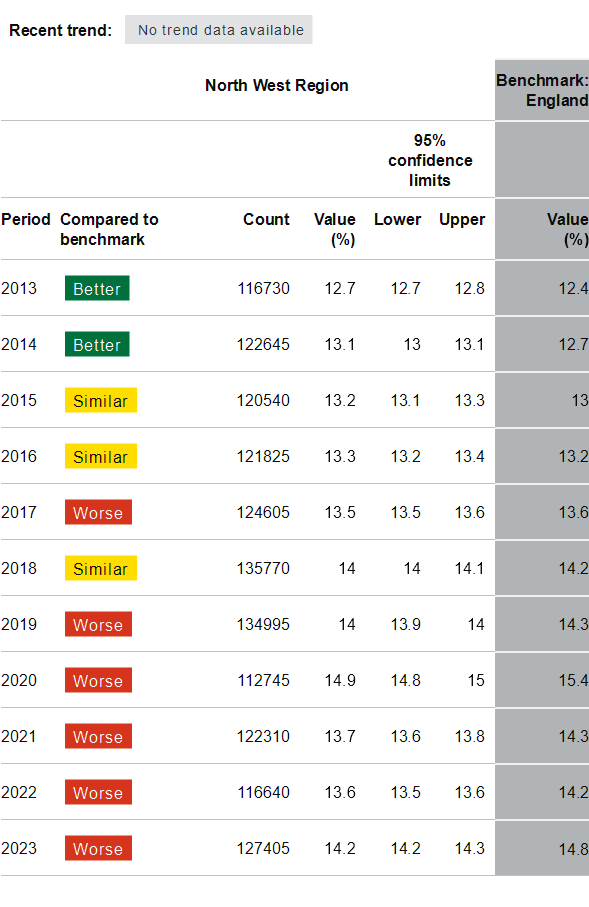 Recent trend: No trend data available
North West Region Benchmark:
England
95%
confidence
limits
Period Compared to Count Value Lower Upper Value
benchmark (%) (%)
2013 Better 116730 12.7 12.7 12.8 12.4
2014 Better 122645 13.1 13 13.1 12.7
2015 Similar 120540 13.2 13.1 13.3 13
2016 Similar 121825 13.3 13.2 13.4 13.2
2017 Worse 124605 13.5 13.5 13.6 13.6
2018 Similar 135770 14 14 14.1 14.2
2019 Worse 134995 14 13.9 14 14.3
2020 Worse 112745 14.9 14.8 15 15.4
2021 Worse 122310 13.7 13.6 13.8 14.3
2022 Worse 116640 13.6 13.5 13.6 14.2
2023 Worse 127405 14.2 14.2 14.3 14.8